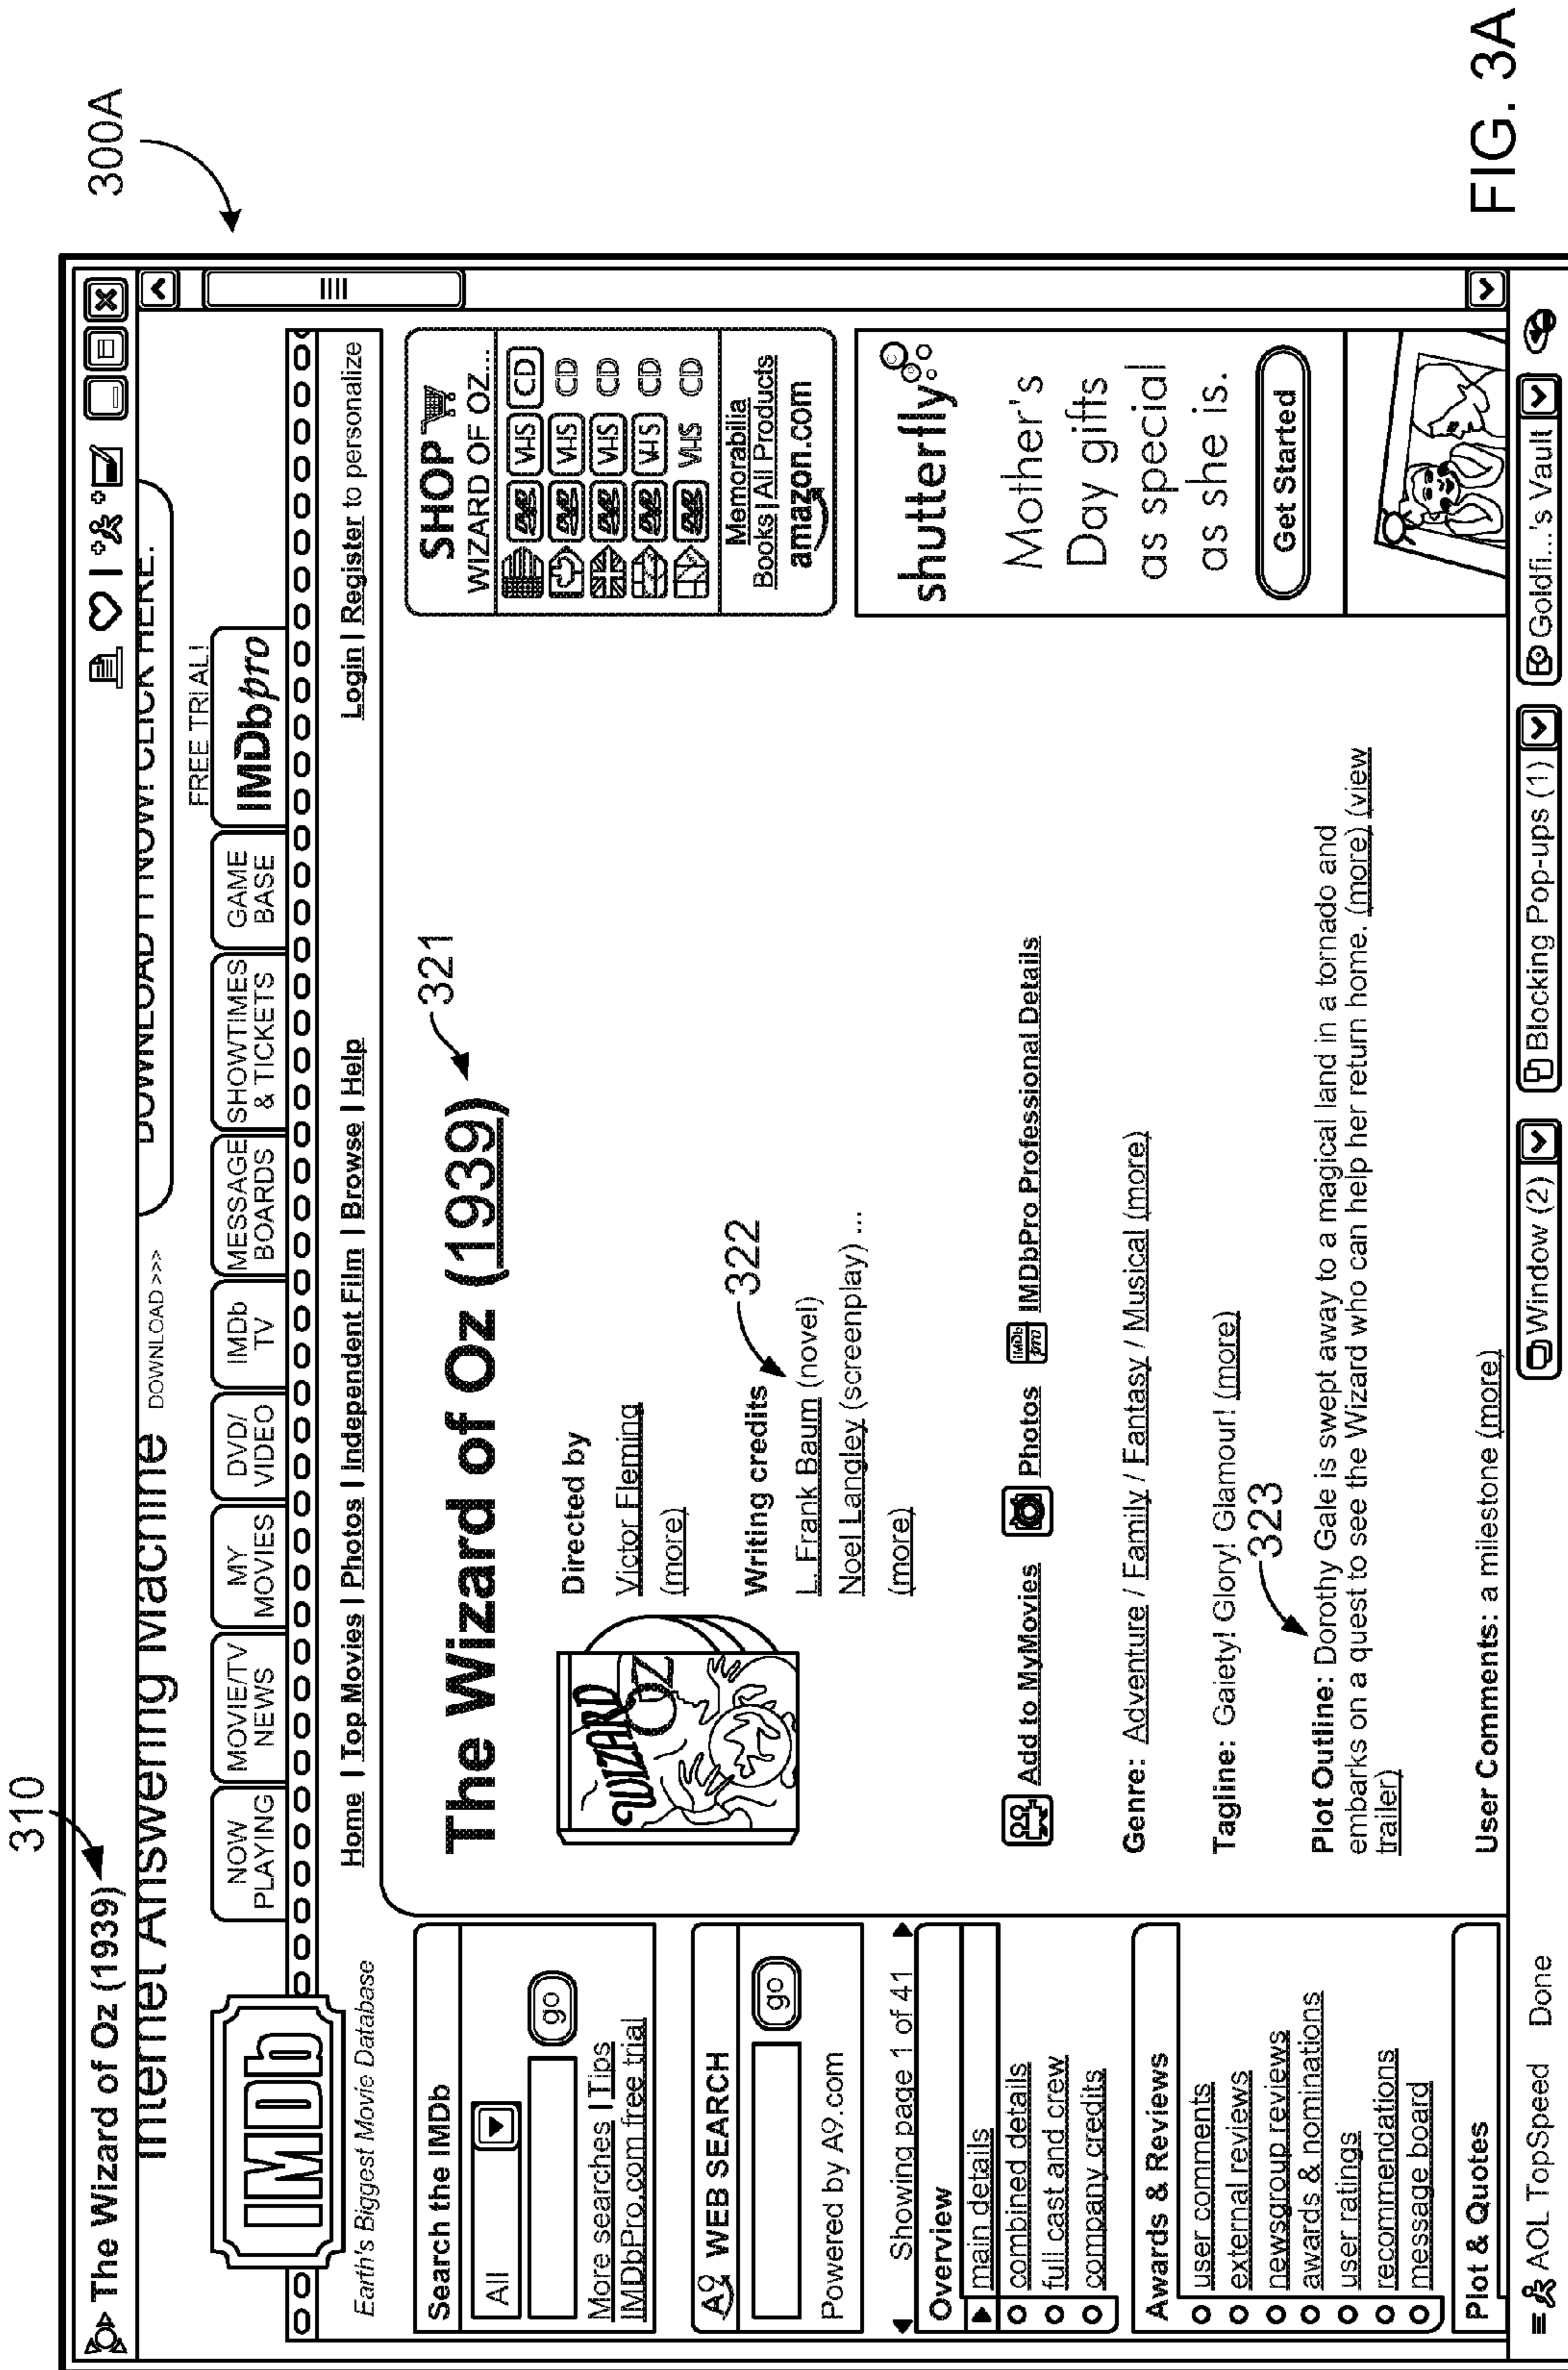 310
300A
The Wizard of Oz (1939)
Internet Answering Machine DOWNLOAD >>> DOWNLOAD IT NOW! CLICK HERE.
FREE TRIAL!
IMDb
NOW PLAYING
MOVIE/TV NEWS
MY MOVIES
DVD/ VIDEO
IMDb TV
MESSAGE BOARDS
SHOWTIMES & TICKETS
GAME BASE
IMDbpro
Earth's Biggest Movie Database
Home | Top Movies | Photos | Independent Film | Browse | Help
Login | Register to personalize
Search the IMDb
All
go
More searches | Tips
IMDbPro.com free trial
A9 WEB SEARCH
go
Powered by A9.com
Showing page 1 of 41
Overview
main details
combined details
full cast and crew
company credits
Awards & Reviews
user comments
external reviews
newsgroup reviews
awards & nominations
user ratings
recommendations
message board
Plot & Quotes
The Wizard of Oz (1939)
321
WIZARD
OZ
Directed by
Victor Fleming
(more)
Writing credits
322
L. Frank Baum (novel)
Noel Langley (screenplay) ...
(more)
Add to MyMovies
Photos
IMDb pro
IMDbPro Professional Details
Genre: Adventure / Family / Fantasy / Musical (more)
Tagline: Gaiety! Glory! Glamour! (more)
323
Plot Outline: Dorothy Gale is swept away to a magical land in a tornado and
embarks on a quest to see the Wizard who can help her return home. (more) (view
trailer)
User Comments: a milestone (more)
SHOP
WIZARD OF OZ...
VHS CD
VHS CD
VHS CD
VHS CD
VHS CD
Memorabilia
Books | All Products
amazon.com
shutterfly
Mother's
Day gifts
as special
as she is.
Get Started
AOL TopSpeed Done
Window (2)
Blocking Pop-ups (1)
Goldfi...'s Vault
FIG. 3A